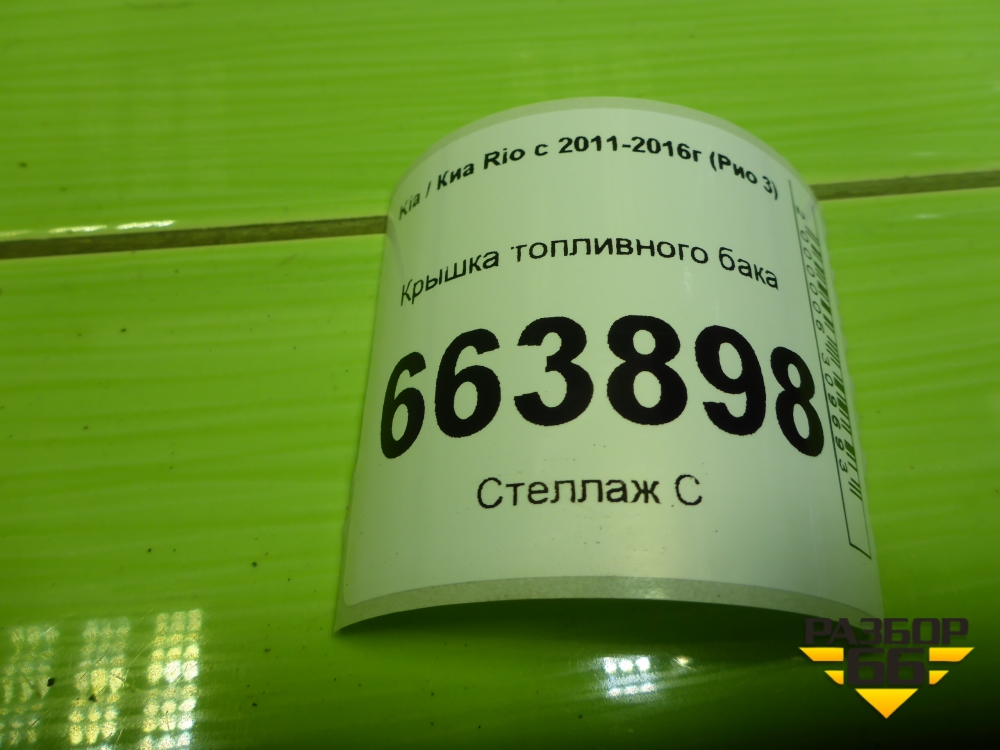 Kia / Киа Rio с 2011-2016г (Рио 3)
Крышка топливного бака
663898
Стеллаж С
РАЗБОР
66